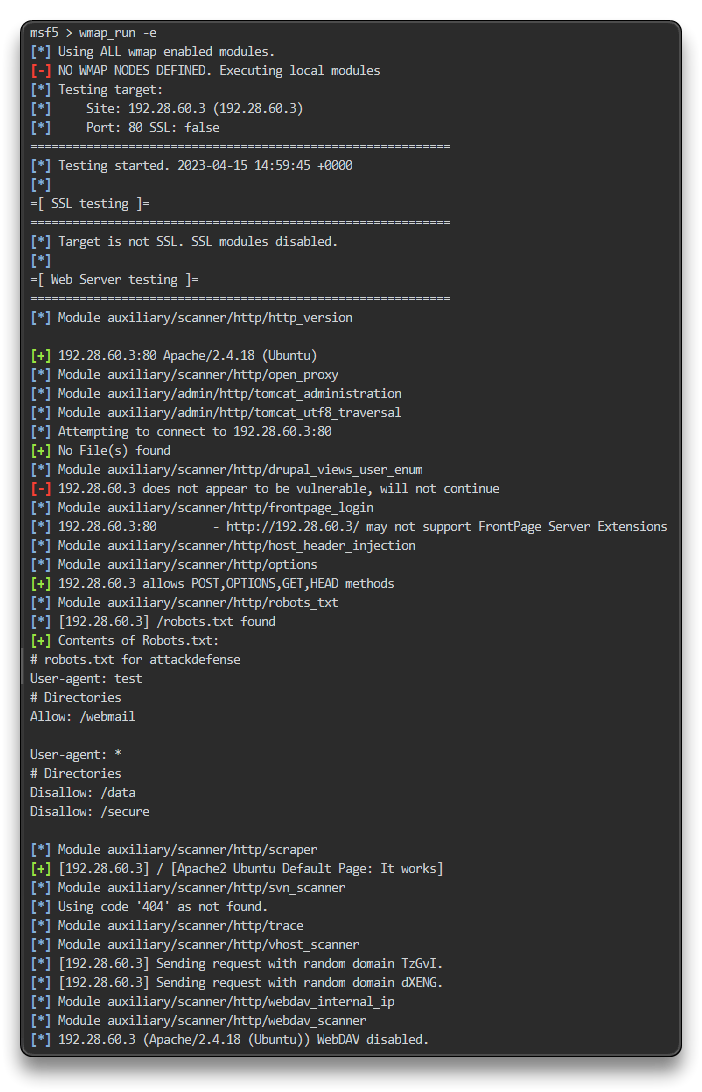 msf5 > wmap_run -e
[*] Using ALL wmap enabled modules.
[-] NO WMAP NODES DEFINED. Executing local modules
[*] Testing target:
[*]     Site: 192.28.60.3 (192.28.60.3)
[*]     Port: 80 SSL: false
============================================================
[*] Testing started. 2023-04-15 14:59:45 +0000
[*]
=[ SSL testing ]=
============================================================
[*] Target is not SSL. SSL modules disabled.
[*]
=[ Web Server testing ]=
============================================================
[*] Module auxiliary/scanner/http/http_version

[+] 192.28.60.3:80 Apache/2.4.18 (Ubuntu)
[*] Module auxiliary/scanner/http/open_proxy
[*] Module auxiliary/admin/http/tomcat_administration
[*] Module auxiliary/admin/http/tomcat_utf8_traversal
[*] Attempting to connect to 192.28.60.3:80
[+] No File(s) found
[*] Module auxiliary/scanner/http/drupal_views_user_enum
[-] 192.28.60.3 does not appear to be vulnerable, will not continue
[*] Module auxiliary/scanner/http/frontpage_login
[*] 192.28.60.3:80        - http://192.28.60.3/ may not support FrontPage Server Extensions
[*] Module auxiliary/scanner/http/host_header_injection
[*] Module auxiliary/scanner/http/options
[+] 192.28.60.3 allows POST,OPTIONS,GET,HEAD methods
[*] Module auxiliary/scanner/http/robots_txt
[*] [192.28.60.3] /robots.txt found
[+] Contents of Robots.txt:
# robots.txt for attackdefense
User-agent: test
# Directories
Allow: /webmail

User-agent: *
# Directories
Disallow: /data
Disallow: /secure

[*] Module auxiliary/scanner/http/scraper
[+] [192.28.60.3] / [Apache2 Ubuntu Default Page: It works]
[*] Module auxiliary/scanner/http/svn_scanner
[*] Using code '404' as not found.
[*] Module auxiliary/scanner/http/trace
[*] Module auxiliary/scanner/http/vhost_scanner
[*] [192.28.60.3] Sending request with random domain TzGvI.
[*] [192.28.60.3] Sending request with random domain dXENG.
[*] Module auxiliary/scanner/http/webdav_internal_ip
[*] Module auxiliary/scanner/http/webdav_scanner
[*] 192.28.60.3 (Apache/2.4.18 (Ubuntu)) WebDAV disabled.